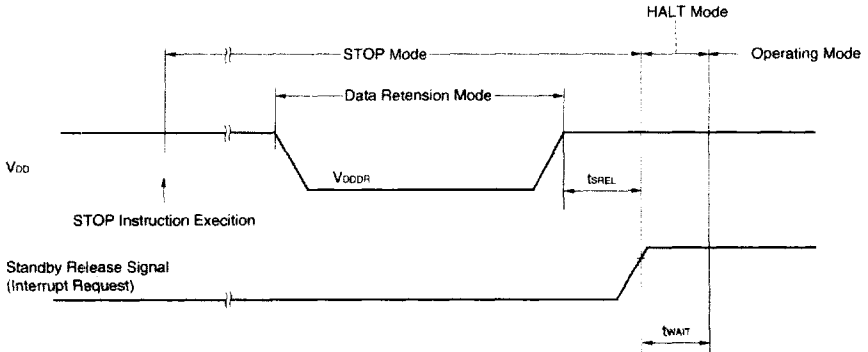 HALT Mode
STOP Mode
Operating Mode
Data Retension Mode
VDD
VDDDR
tSREL
STOP Instruction Execition
Standby Release Signal
(Interrupt Request)
tWAIT